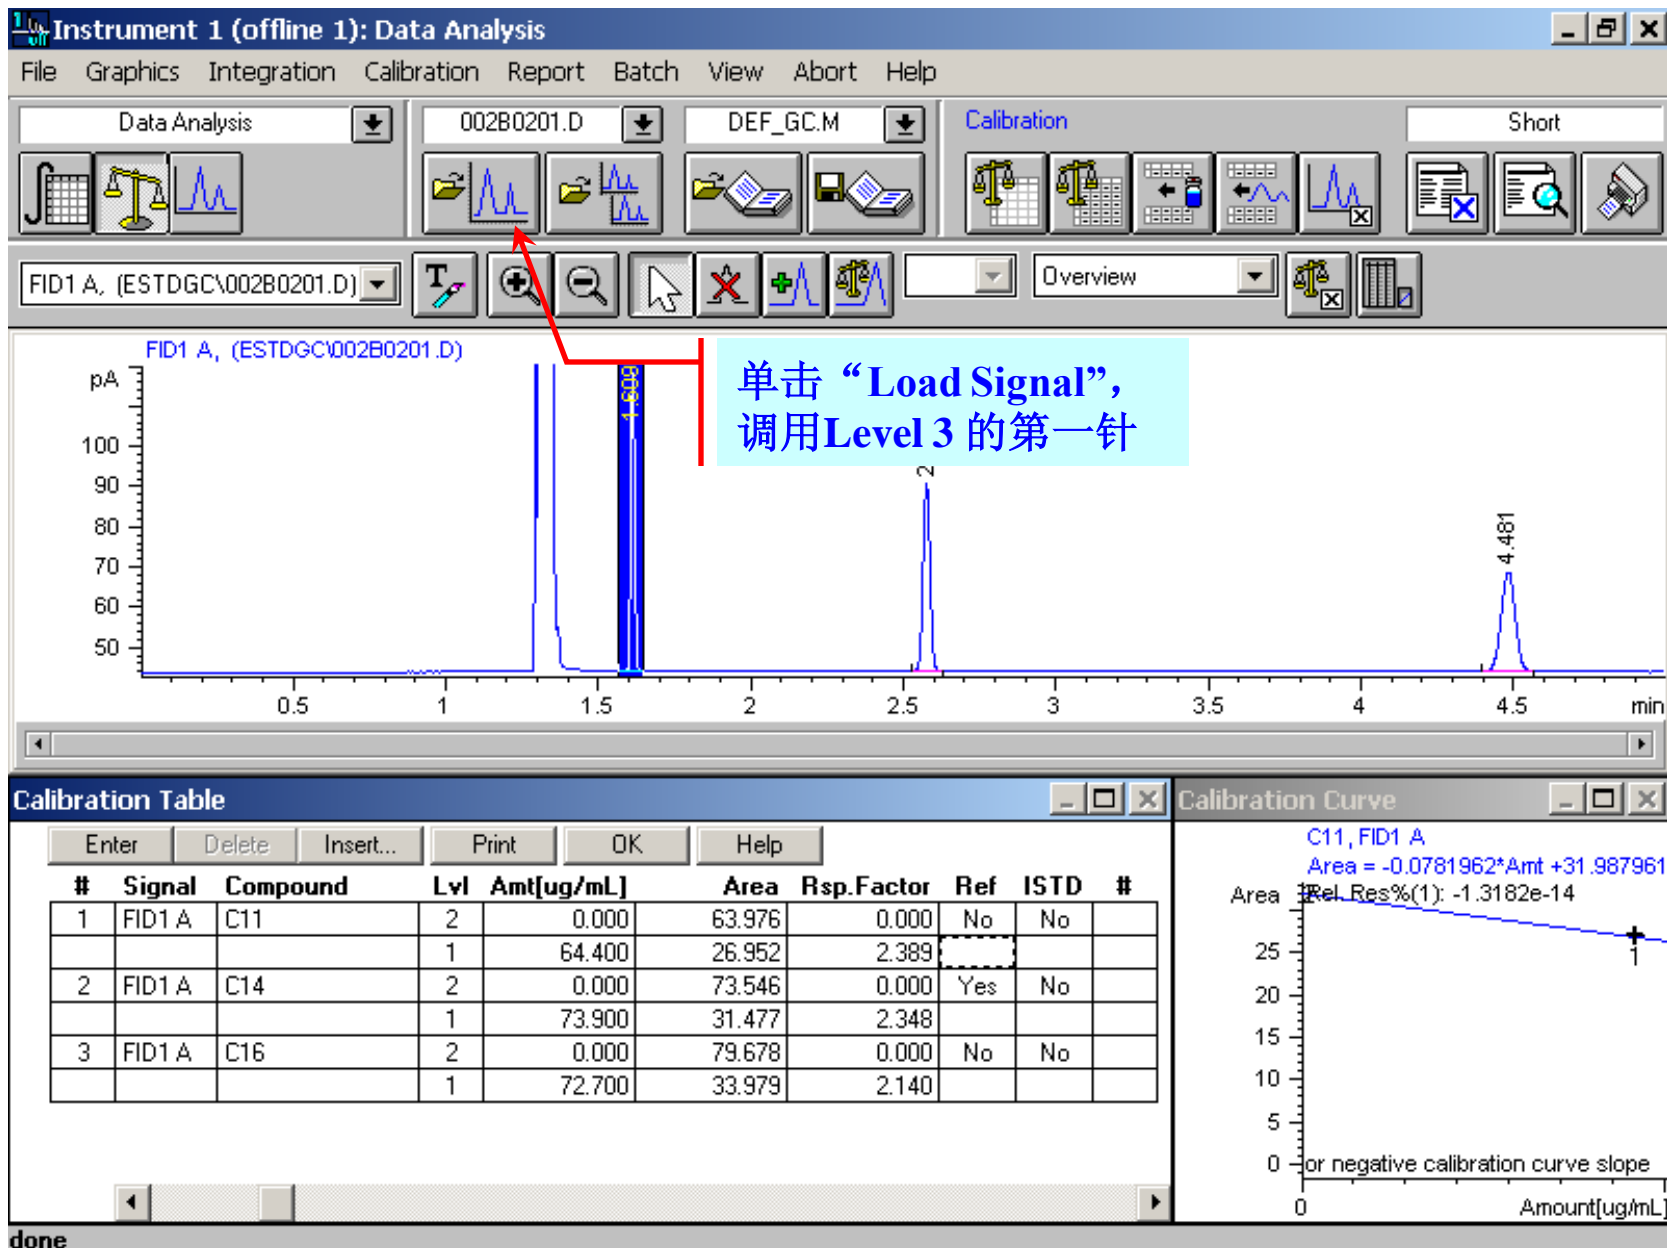 Instrument 1 (offline 1): Data Analysis
File Graphics Integration Calibration Report Batch View Abort Help
Data Analysis 002B0201.D DEF_GC.M Calibration Short
FID1 A, (ESTDGC\002B0201.D) Overview
FID1 A, (ESTDGC\002B0201.D)
pA
100
90
80
70
60
50
1.609
2
4.481
单击“Load Signal”,
调用Level 3 的第一针
0.5 1 1.5 2 2.5 3 3.5 4 4.5 min
Calibration Table
Enter Delete Insert... Print OK Help
# Signal Compound Lvl Amt[ug/mL] Area Rsp.Factor Ref ISTD #
1 FID1 A C11 2 0.000 63.976 0.000 No No
1 64.400 26.952 2.389
2 FID1 A C14 2 0.000 73.546 0.000 Yes No
1 73.900 31.477 2.348
3 FID1 A C16 2 0.000 79.678 0.000 No No
1 72.700 33.979 2.140
Calibration Curve
C11, FID1 A
Area = -0.0781962*Amt +31.987961
Area Rel. Res%(1): -1.3182e-14
1
25
20
15
10
5
0
or negative calibration curve slope
0 Amount[ug/mL]
done